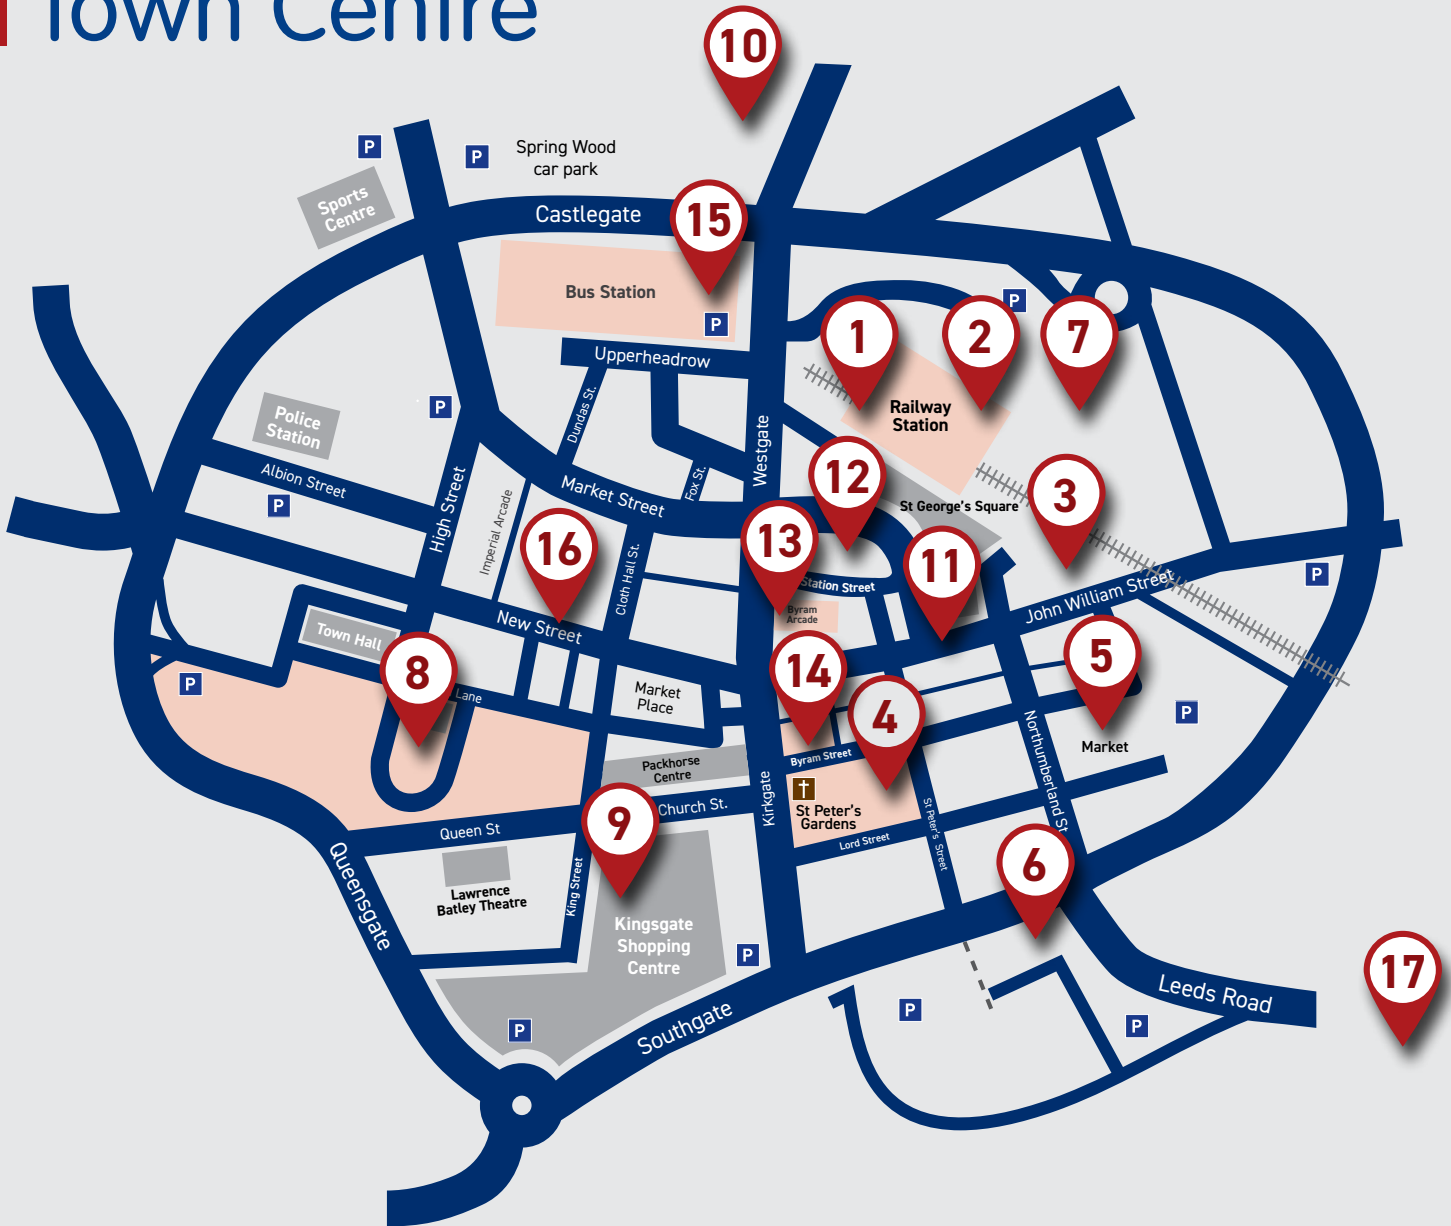 Town Centre
10
P
P
Spring Wood
car park
Sports
Centre
Castlegate
15
Bus Station
P
P
1
2
7
Upperheadrow
Railway
Station
Dundas St.
Police
Station
P
Westgate
Albion Street
P
High Street
Imperial Arcade
Market Street
Fox St.
12
St George's Square
3
16
13
11
Cloth Hall St.
Station Street
P
Byram
Arcade
John William Street
New Street
Town Hall
8
Lane
14
5
P
Market
Place
4
P
Northumberland St
Market
Packhorse
Centre
Byram Street
Kirkgate
St Peter's
Gardens
9
Church St.
Queen St
Lord Street
St Peter's Street
6
Queensgate
Lawrence
Batley Theatre
King Street
Kingsgate
Shopping
Centre
P
17
Leeds Road
P
P
P
Southgate